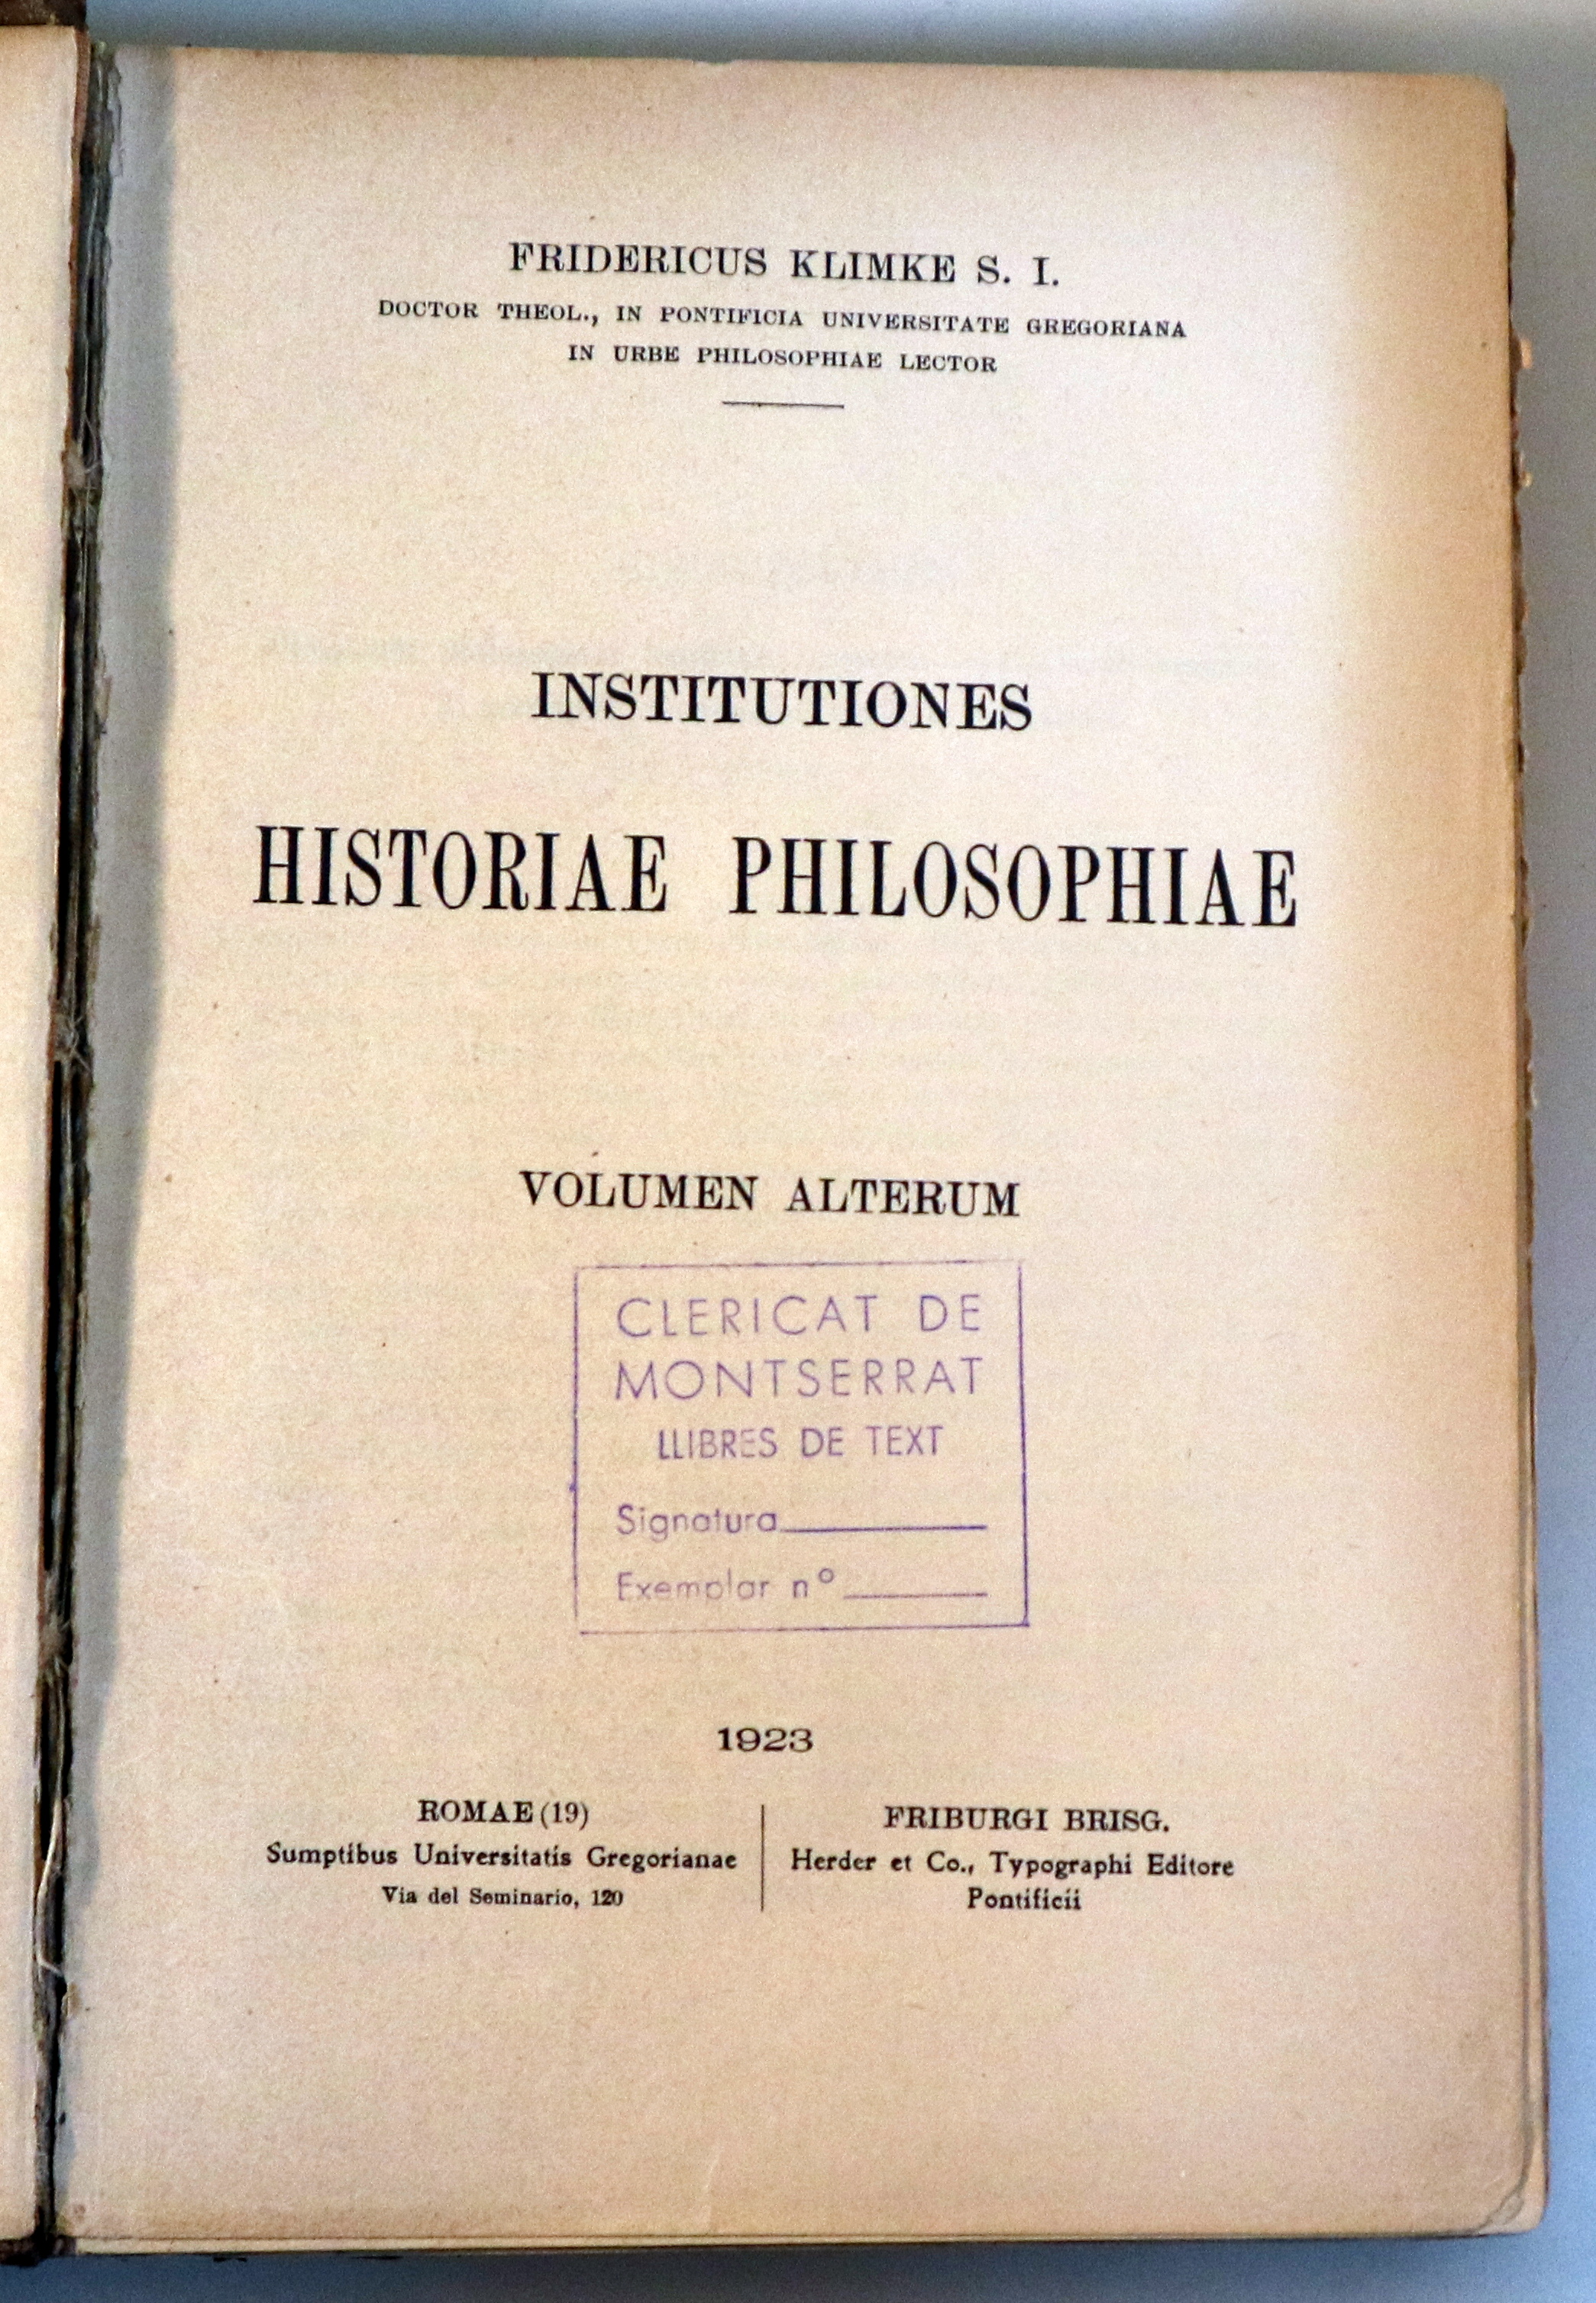 FRIDERICUS KLIMKE S. I.
DOCTOR THEOL., IN PONTIFICIA UNIVERSITATE GREGORIANA
IN URBE PHILOSOPHIAE LECTOR
INSTITUTIONES
HISTORIAE PHILOSOPHIAE
VOLUMEN ALTERUM
CLERICAT DE
MONTSERRAT
LLIBRES DE TEXT
Signatura
Exemplar nº
1923
ROMAE (19)
Sumptibus Universitatis Gregorianae
Via del Seminario, 120
FRIBURGI BRISG.
Herder et Co., Typographi Editore
Pontificii